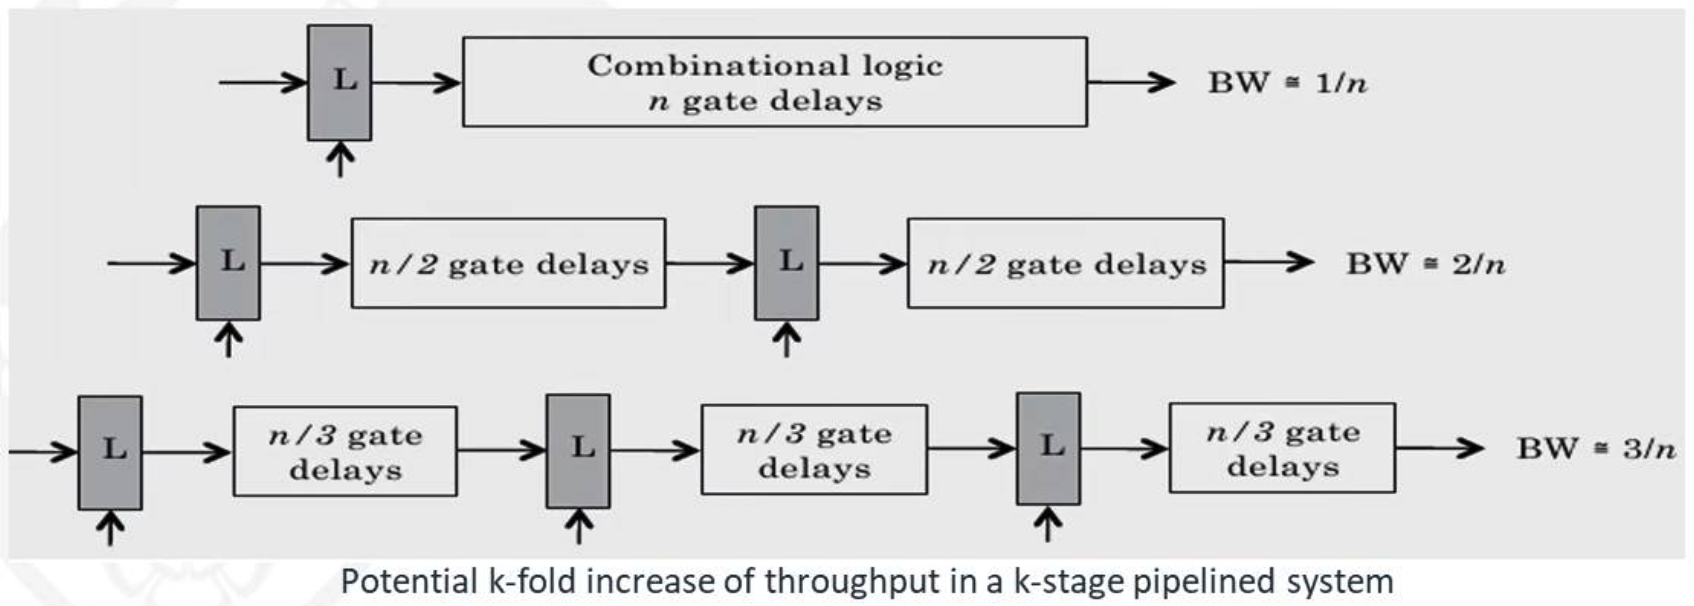 L
Combinational logic
n gate delays
BW ≅ 1/n
L
n/2 gate delays
L
n/2 gate delays
BW ≅ 2/n
L
n/3 gate
delays
L
n/3 gate
delays
L
n/3 gate
delays
BW ≅ 3/n
Potential k-fold increase of throughput in a k-stage pipelined system